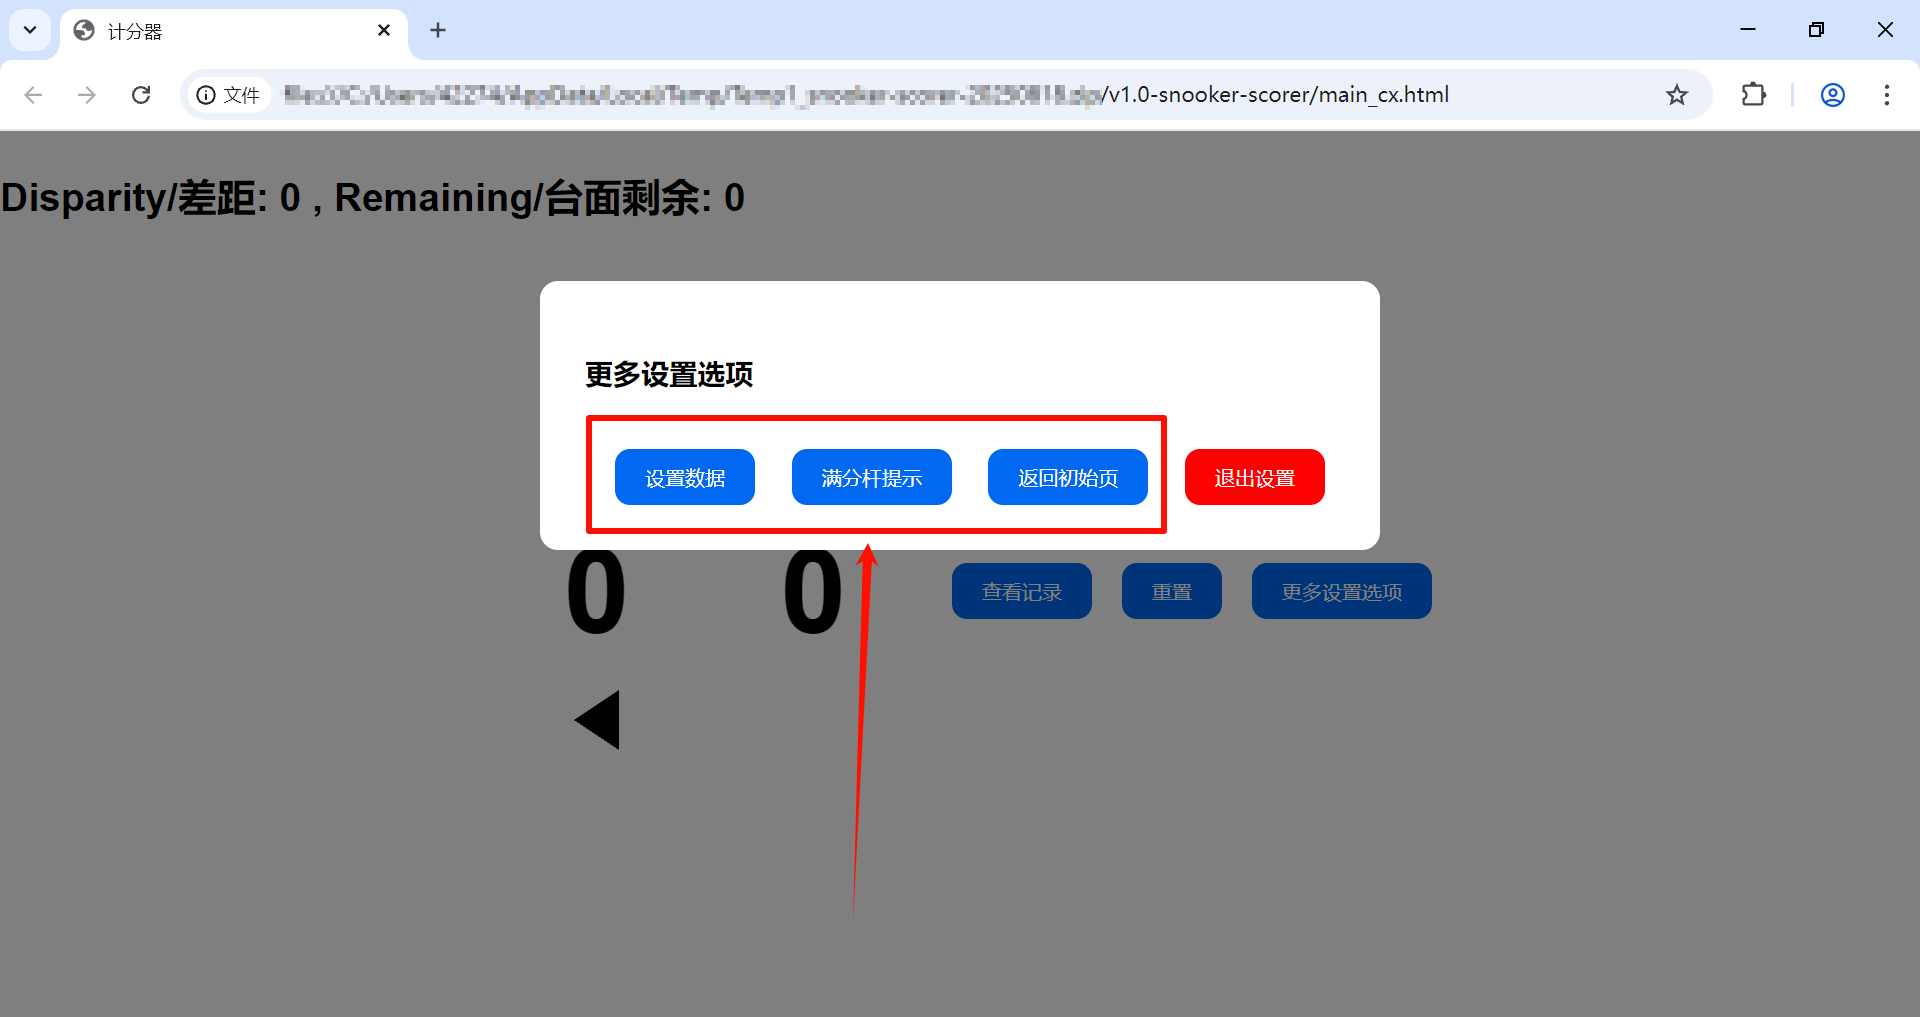 计分器
文件
/v1.0-snooker-scorer/main_cx.html
Disparity/差距: 0 , Remaining/台面剩余: 0
更多设置选项
设置数据 满分杆提示 返回初始页 退出设置
0 0 查看记录 重置 更多设置选项